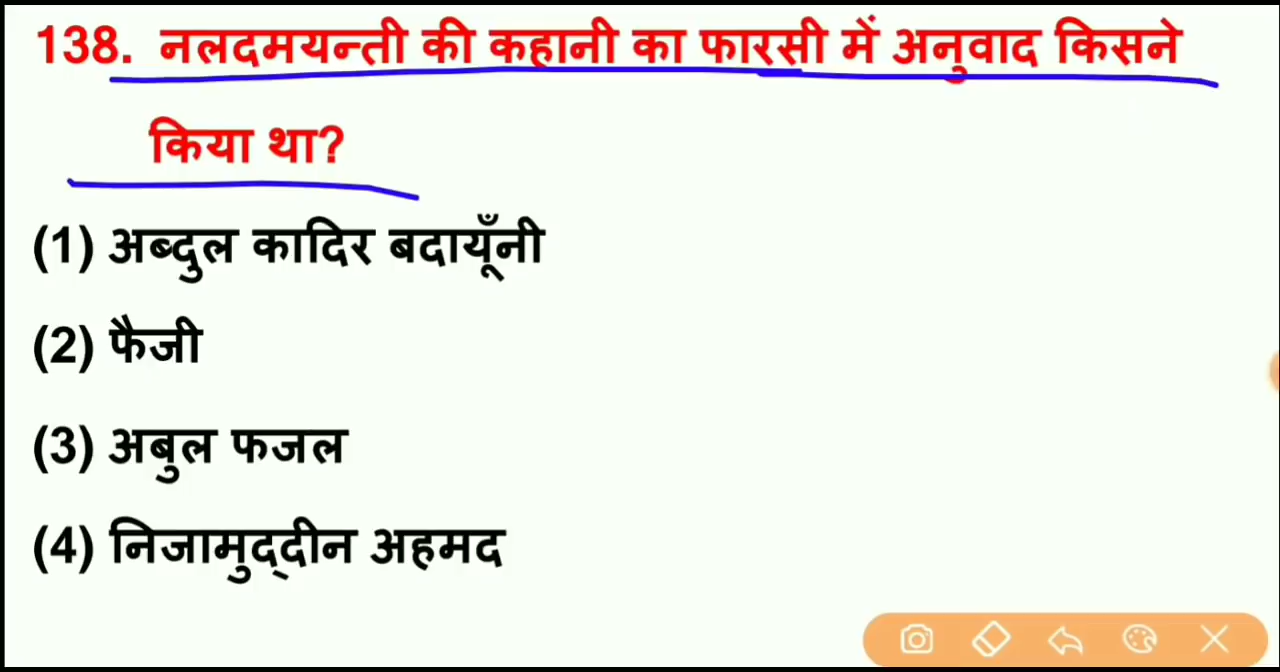 138. नलदमयन्ती की कहानी का फारसी में अनुवाद किसने
किया था?
(1) अब्दुल कादिर बदायूँनी
(2) फैजी
(3) अबुल फजल
(4) निजामुद्दीन अहमद